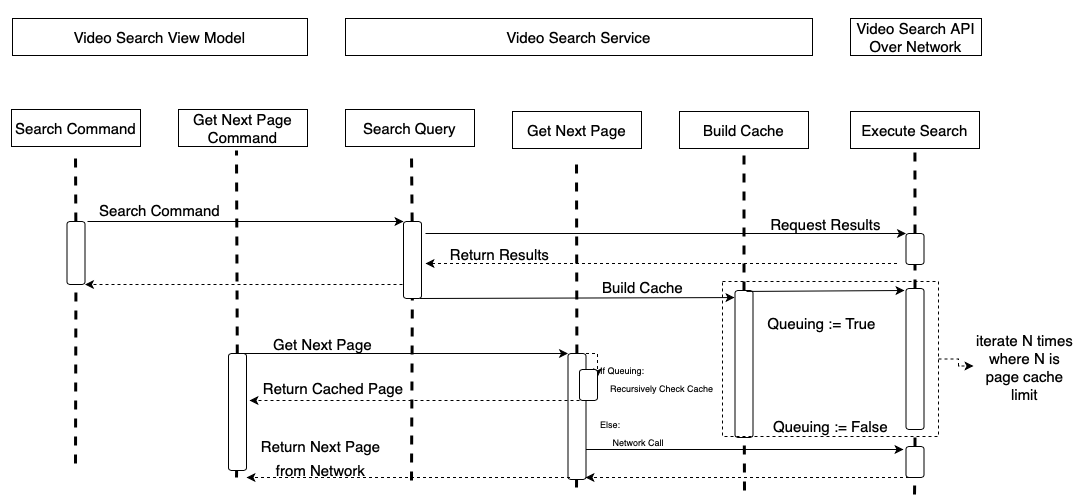 Video Search View Model
Video Search Service
Video Search API
Over Network
Search Command
Get Next Page
Command
Search Query
Get Next Page
Build Cache
Execute Search
Search Command
Request Results
Return Results
Build Cache
Queuing := True
iterate N times
where N is
page cache
limit
Get Next Page
If Queuing:
Return Cached Page
Recursively Check Cache
Else:
Queuing := False
Network Call
Return Next Page
from Network